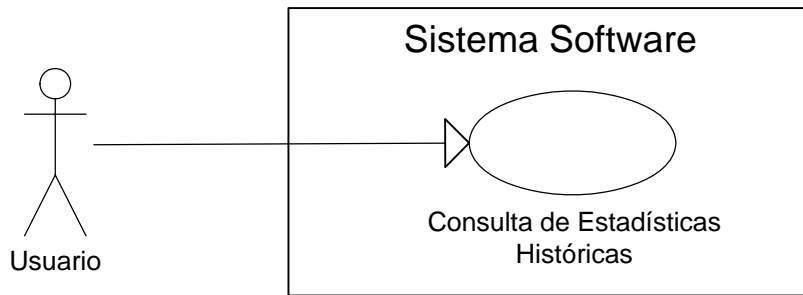 Sistema Software
Consulta de Estadísticas
Históricas
Usuario